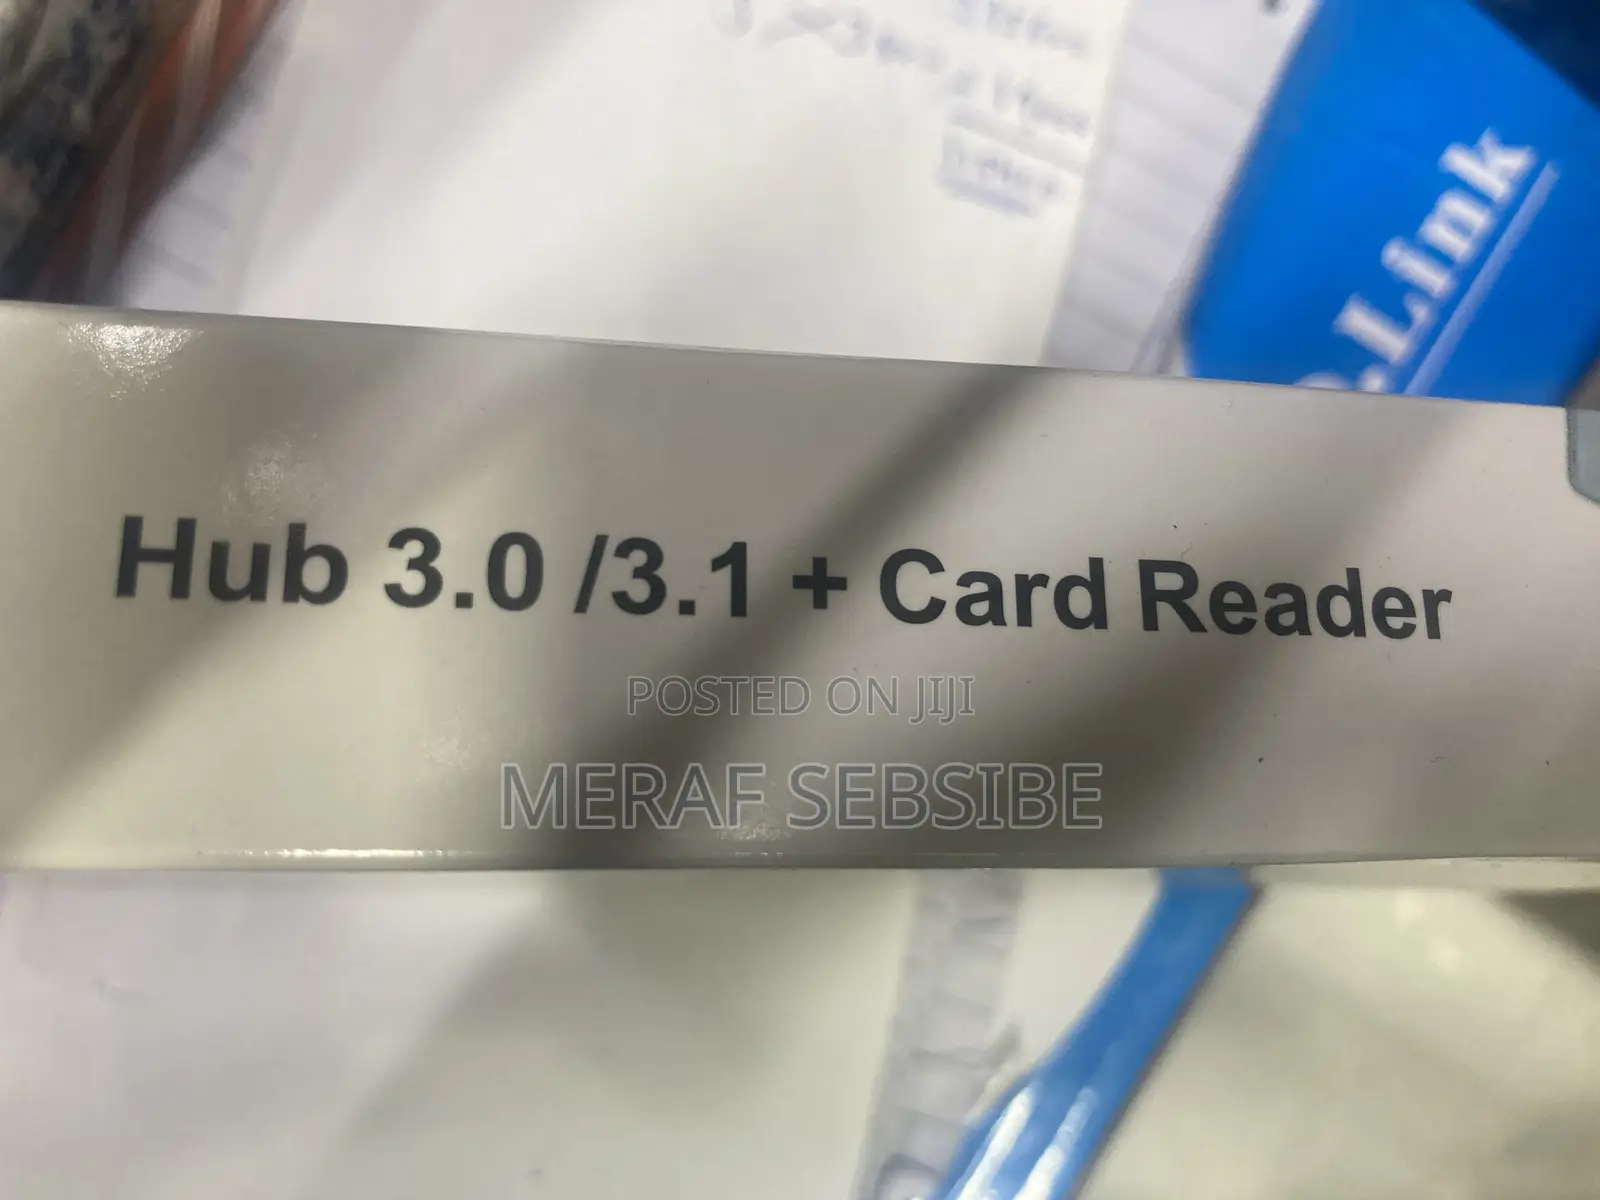 P.Link
Hub 3.0 /3.1 + Card Reader
POSTED ON JIJI
MERAF SEBSIBE